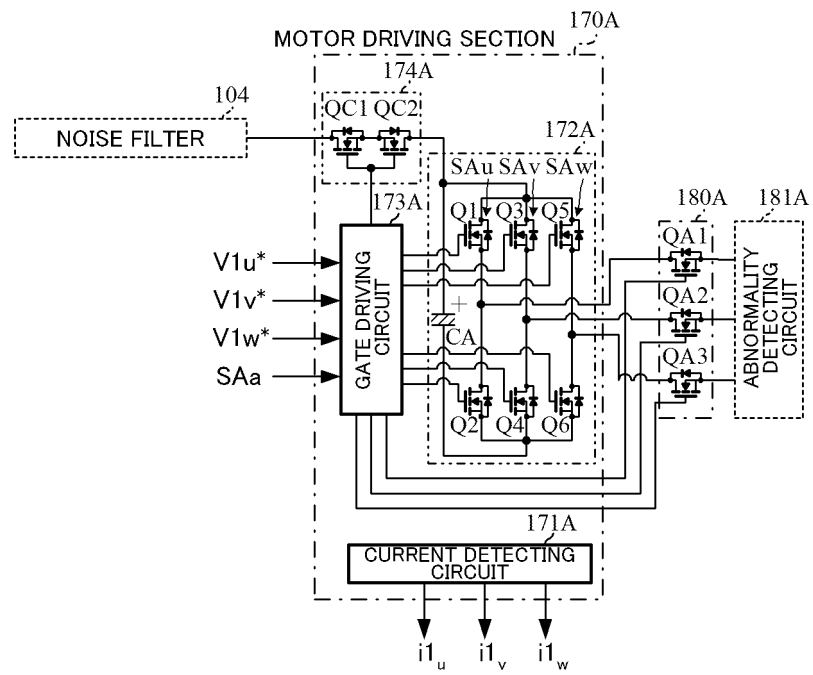 MOTOR DRIVING SECTION
170A
174A
104
QC1 QC2
NOISE FILTER
172A
SAu SAv SAw
173A
Q1 Q3 Q5
180A
181A
QA1
V1u*
V1v*
V1w*
SAa
GATE DRIVING
CIRCUIT
+
CA
QA2
QA3
ABNORMALITY
DETECTING
CIRCUIT
Q2 Q4 Q6
171A
CURRENT DETECTING
CIRCUIT
i1u i1v i1w